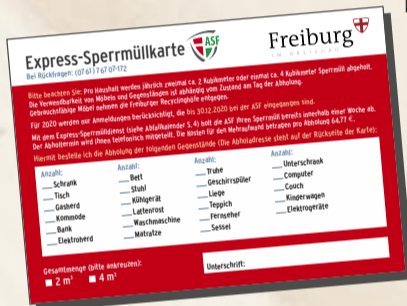 Express-Sperrmüllkarte
ASF
Freiburg
IM BREISGAU
Bei Rückfragen: (07 61) 7 67 07-172
Bitte beachten Sie: Pro Haushalt werden jährlich zweimal ca. 2 Kubikmeter oder einmal ca. 4 Kubikmeter Sperrmüll abgeholt.
Die Verwendbarkeit von Möbeln und Gegenständen ist abhängig vom Zustand am Tag der Abholung.
Gebrauchsfähige Möbel nehmen die Freiburger Recyclinghöfe entgegen.
Für 2020 werden nur Anmeldungen berücksichtigt, die bis 30.12.2020 bei der ASF eingegangen sind.
Mit dem Express-Sperrmülldienst (siehe Abfallkalender S. 4) holt die ASF Ihren Sperrmüll bereits innerhalb einer Woche ab.
Der Abholtermin wird Ihnen telefonisch mitgeteilt. Die Kosten für den Mehraufwand betragen pro Abholung 64,77 €.
Hiermit bestelle ich die Abholung der folgenden Gegenstände (Die Abholadresse steht auf der Rückseite der Karte):
Anzahl:
Schrank
Tisch
Gasherd
Kommode
Bank
Elektroherd
Anzahl:
Bett
Stuhl
Kühlgerät
Lattenrost
Waschmaschine
Matratze
Anzahl:
Truhe
Geschirrspüler
Liege
Teppich
Fernseher
Sessel
Anzahl:
Unterschrank
Computer
Couch
Kinderwagen
Elektrogeräte
Gesamtmenge (bitte ankreuzen):
2 m³ 4 m³
Unterschrift: